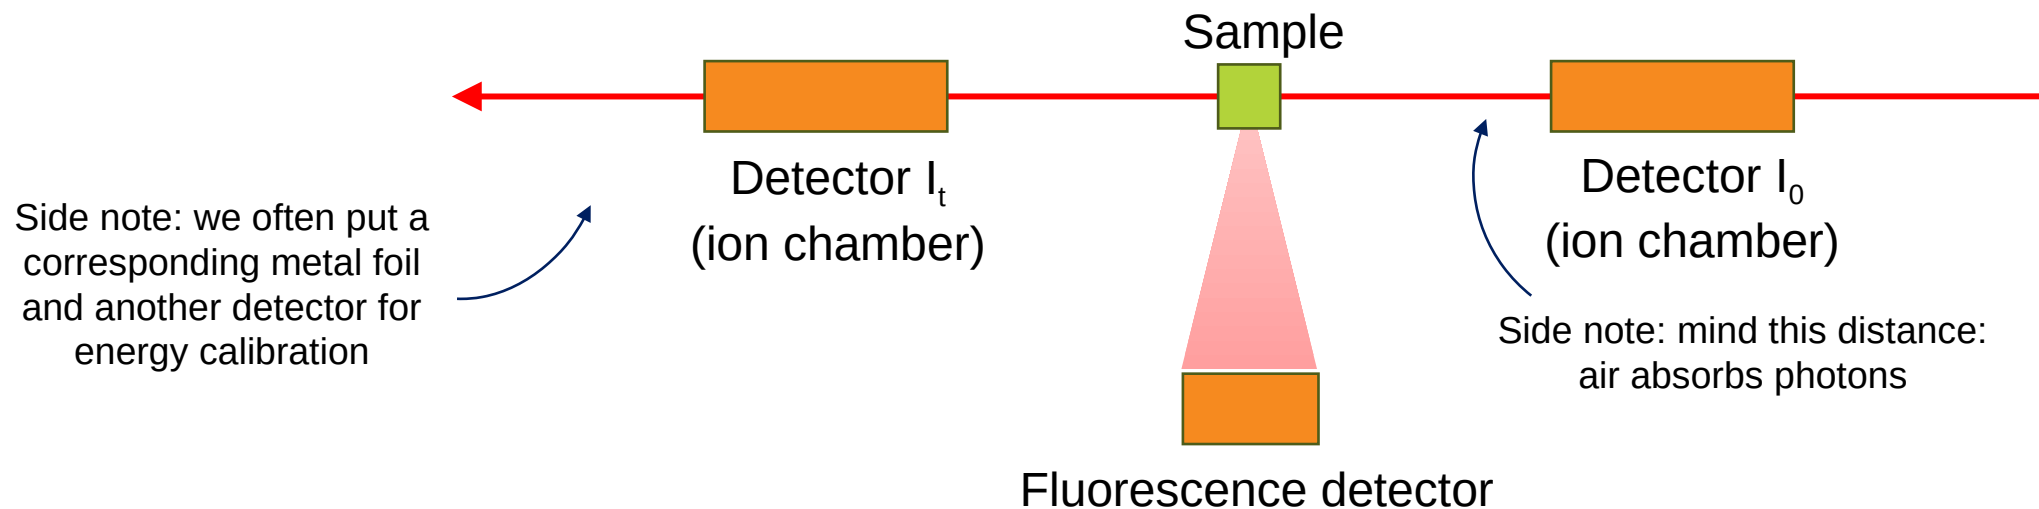 Sample
Detector It
(ion chamber)
Detector I0
(ion chamber)
Side note: we often put a
corresponding metal foil
and another detector for
energy calibration
Side note: mind this distance:
air absorbs photons
Fluorescence detector